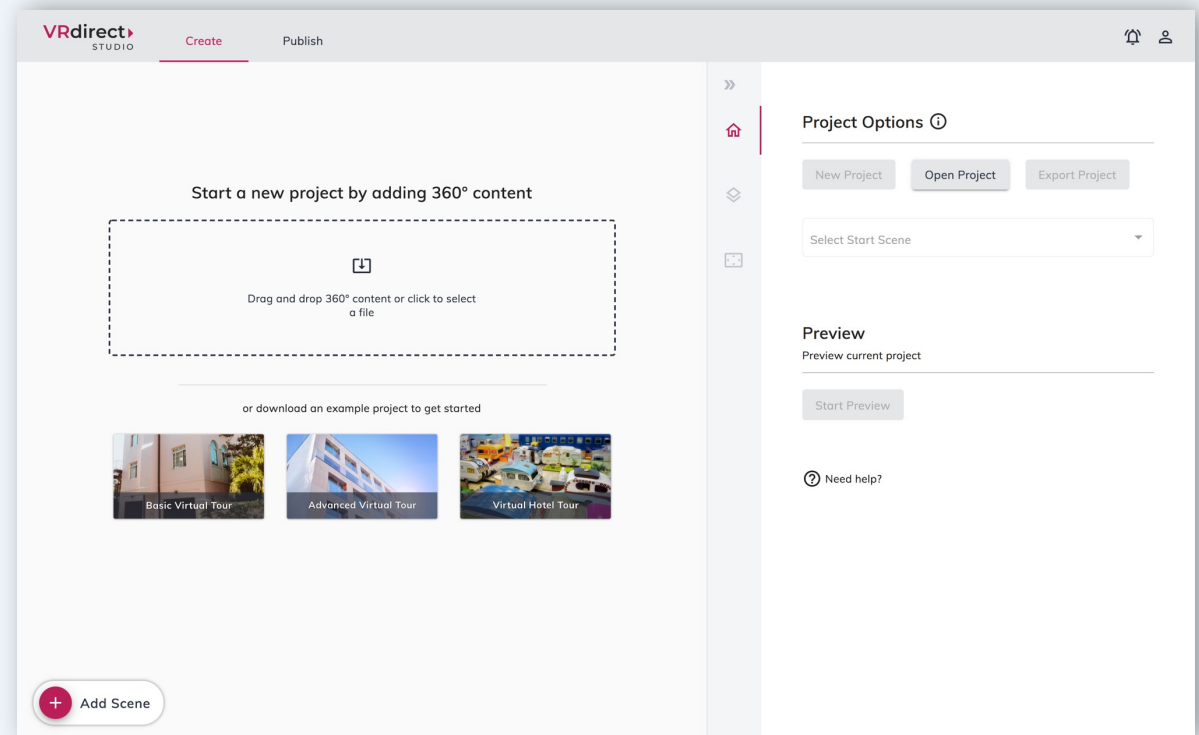 VRdirect
STUDIO
Create
Publish
Start a new project by adding 360° content
Drag and drop 360° content or click to select
a file
or download an example project to get started
Basic Virtual Tour
Advanced Virtual Tour
Virtual Hotel Tour
Add Scene
Project Options
New Project
Open Project
Export Project
Select Start Scene
Preview
Preview current project
Start Preview
Need help?